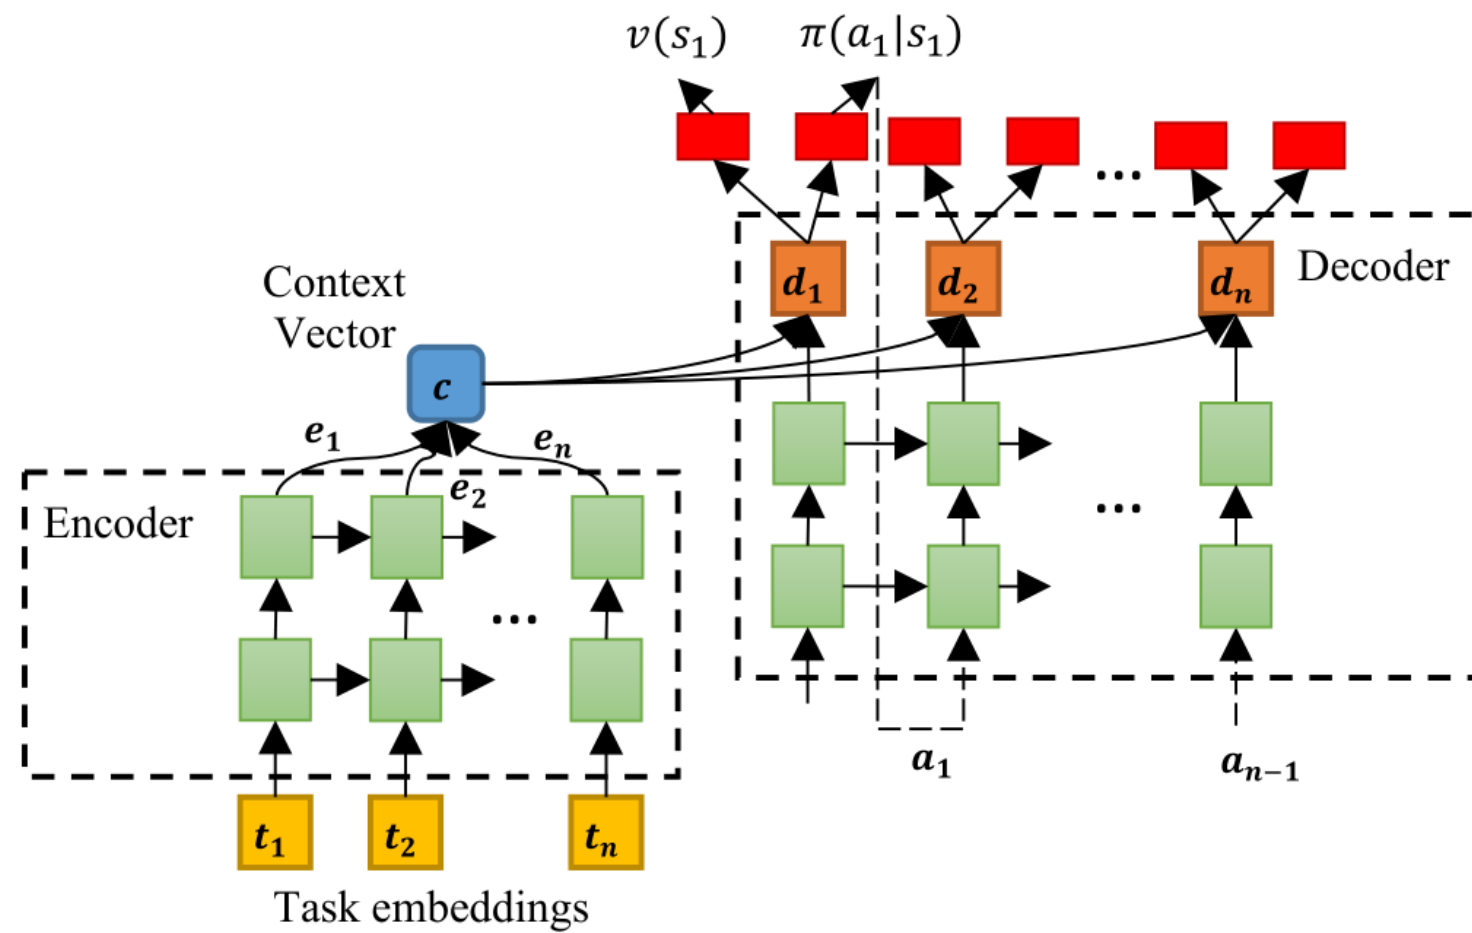 v(s₁)
π(a₁|s₁)
...
d₁
d₂
dₙ
Decoder
Context
Vector
c
e₁
e₂
eₙ
Encoder
...
...
a₁
aₙ₋₁
t₁
t₂
tₙ
Task embeddings